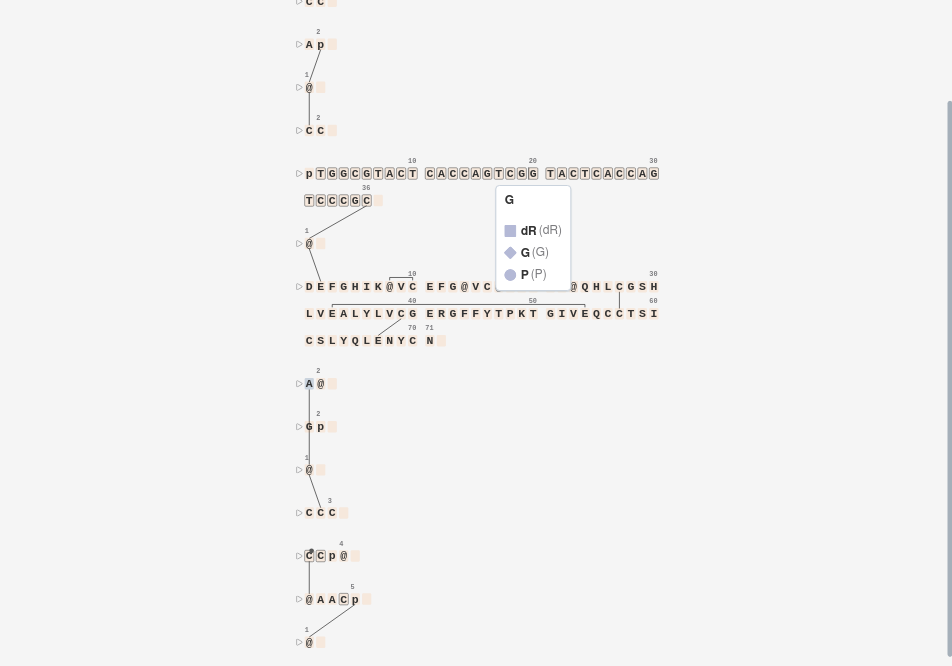 C C
2
A p
1
@
2
C C
10 20 30
p T G G C G T A C T C A C C A G T C G G T A C T C A C C A G
36
T C C C G C
G
dR (dR)
G (G)
P (P)
1
@
10 30
D E F G H I K @ V C E F G @ V C @ Q H L C G S H
40 50 60
L V E A L Y L V C G E R G F F Y T P K T G I V E Q C C T S I
70 71
C S L Y Q L E N Y C N
2
A @
2
G p
1
@
3
C C C
4
C C p @
5
@ A A C p
1
@